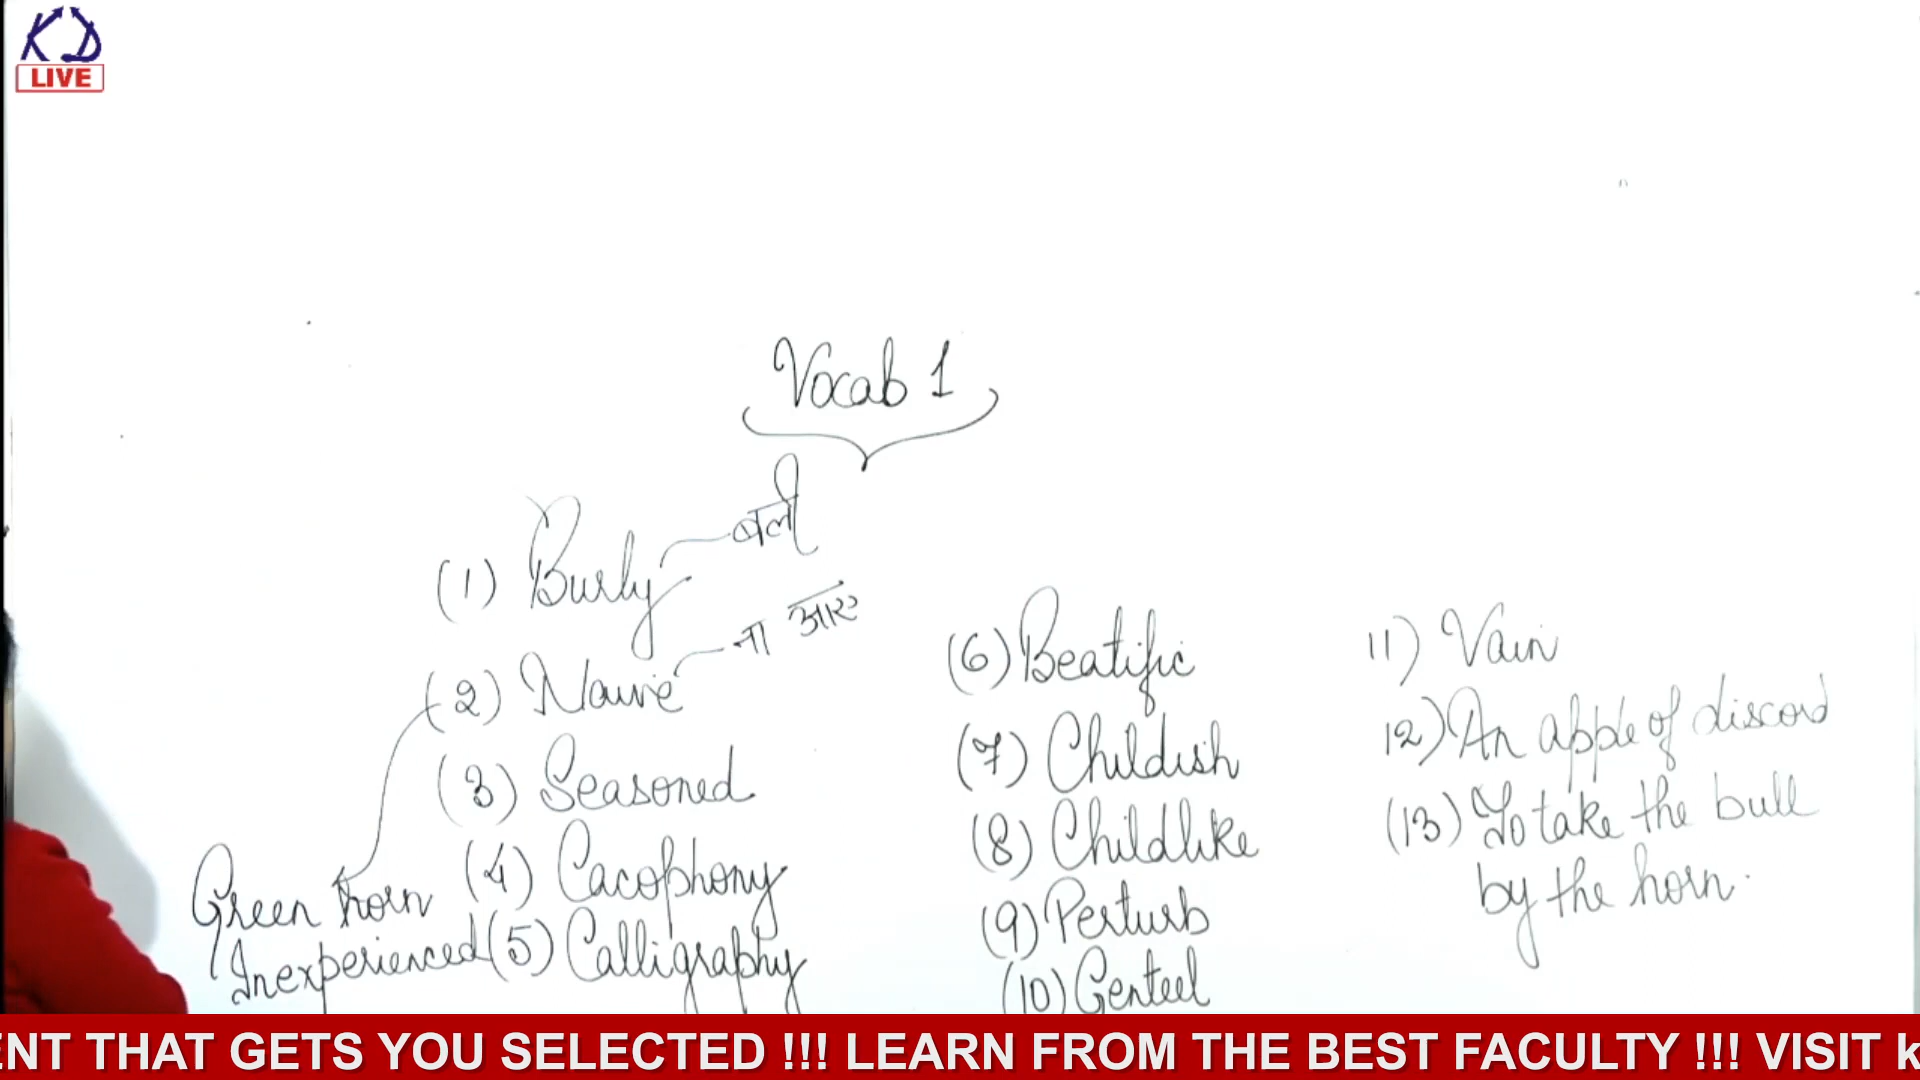 KD
LIVE
Vocab 1
(1) Burly बली
(2) Naive ना आए
(3) Seasoned
(4) Cacophony
(5) Calligraphy
Green horn
Inexperienced
(6) Beatific
(7) Childish
(8) Childlike
(9) Perturb
(10) Genteel
11) Vain
12) An apple of discord
(13) To take the bull
by the horn.
ENT THAT GETS YOU SELECTED !!! LEARN FROM THE BEST FACULTY !!! VISIT k